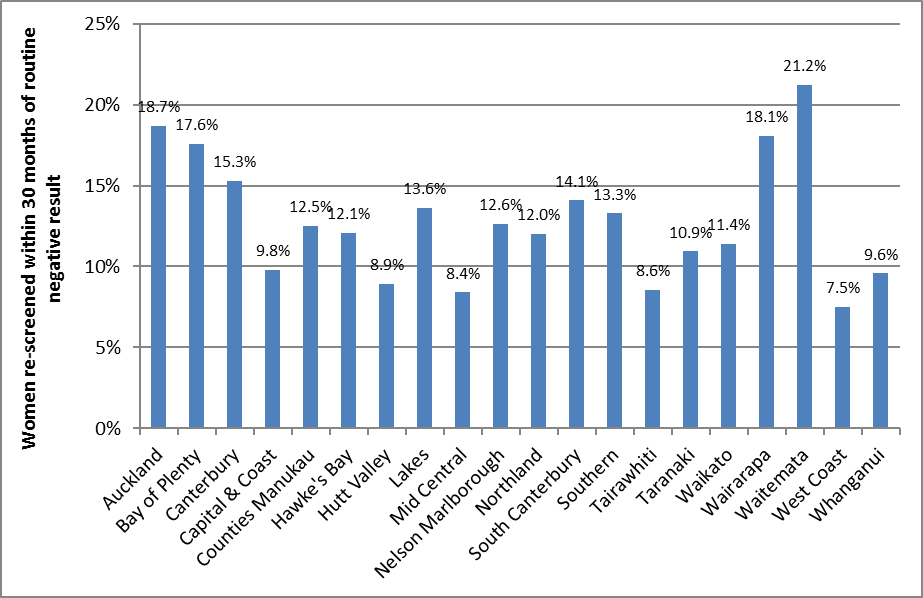 Women re-screened within 30 months of routine
negative result
25%
20%
15%
10%
5%
0%
18.7%
17.6%
15.3%
9.8%
12.5%
12.1%
8.9%
13.6%
8.4%
12.6%
12.0%
14.1%
13.3%
8.6%
10.9%
11.4%
18.1%
21.2%
7.5%
9.6%
Auckland
Bay of Plenty
Canterbury
Capital & Coast
Counties Manukau
Hawke's Bay
Hutt Valley
Lakes
Mid Central
Nelson Marlborough
Northland
South Canterbury
Southern
Tairawhiti
Taranaki
Waikato
Wairarapa
Waitemata
West Coast
Whanganui